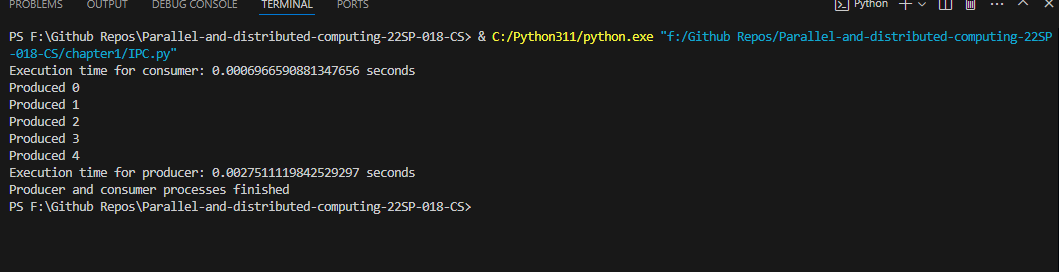 PROBLEMS OUTPUT DEBUG CONSOLE TERMINAL PORTS Python
PS F:\Github Repos\Parallel-and-distributed-computing-22SP-018-CS> & C:/Python311/python.exe "f:/Github Repos/Parallel-and-distributed-computing-22SP
-018-CS/chapter1/IPC.py"
Execution time for consumer: 0.0006966590881347656 seconds
Produced 0
Produced 1
Produced 2
Produced 3
Produced 4
Execution time for producer: 0.0027511119842529297 seconds
Producer and consumer processes finished
PS F:\Github Repos\Parallel-and-distributed-computing-22SP-018-CS>